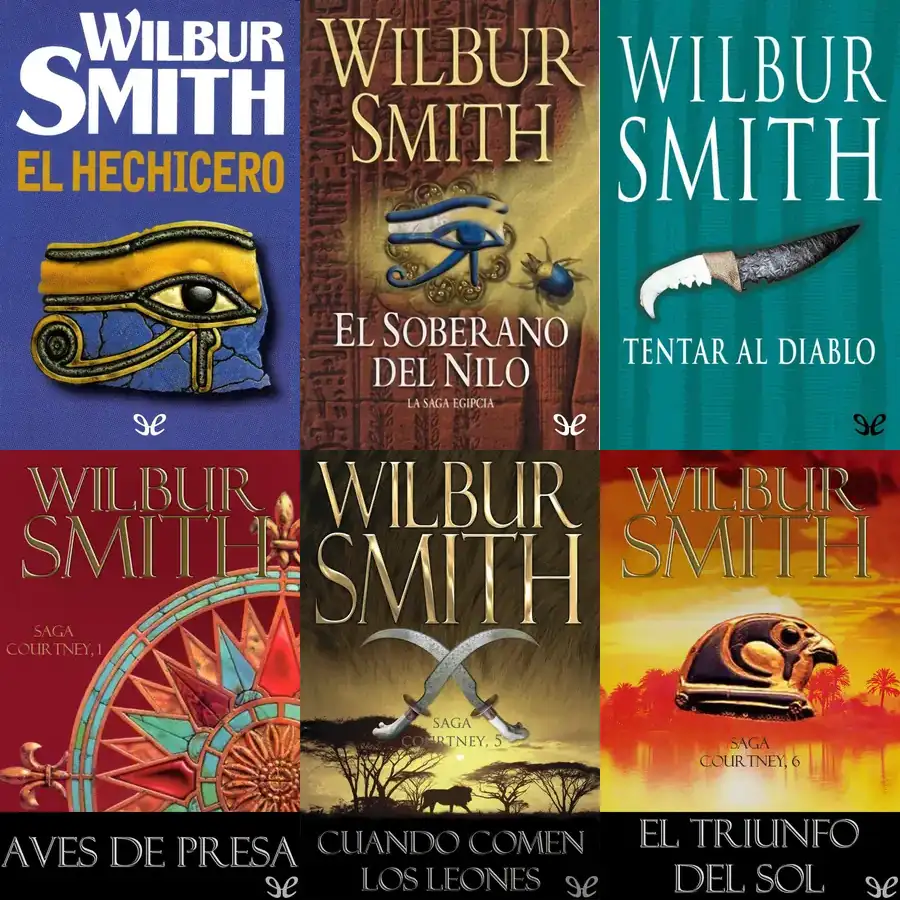 WILBUR
SMITH
EL HECHICERO
WILBUR
SMITH
EL SOBERANO
DEL NILO
LA SAGA EGIPCIA
WILBUR
SMITH
TENTAR AL DIABLO
WILBUR
SMITH
SAGA
COURTNEY, 1
AVES DE PRESA
WILBUR
SMITH
SAGA
COURTNEY, 5
CUANDO COMEN
LOS LEONES
WILBUR
SMITH
SAGA
COURTNEY, 6
EL TRIUNFO
DEL SOL